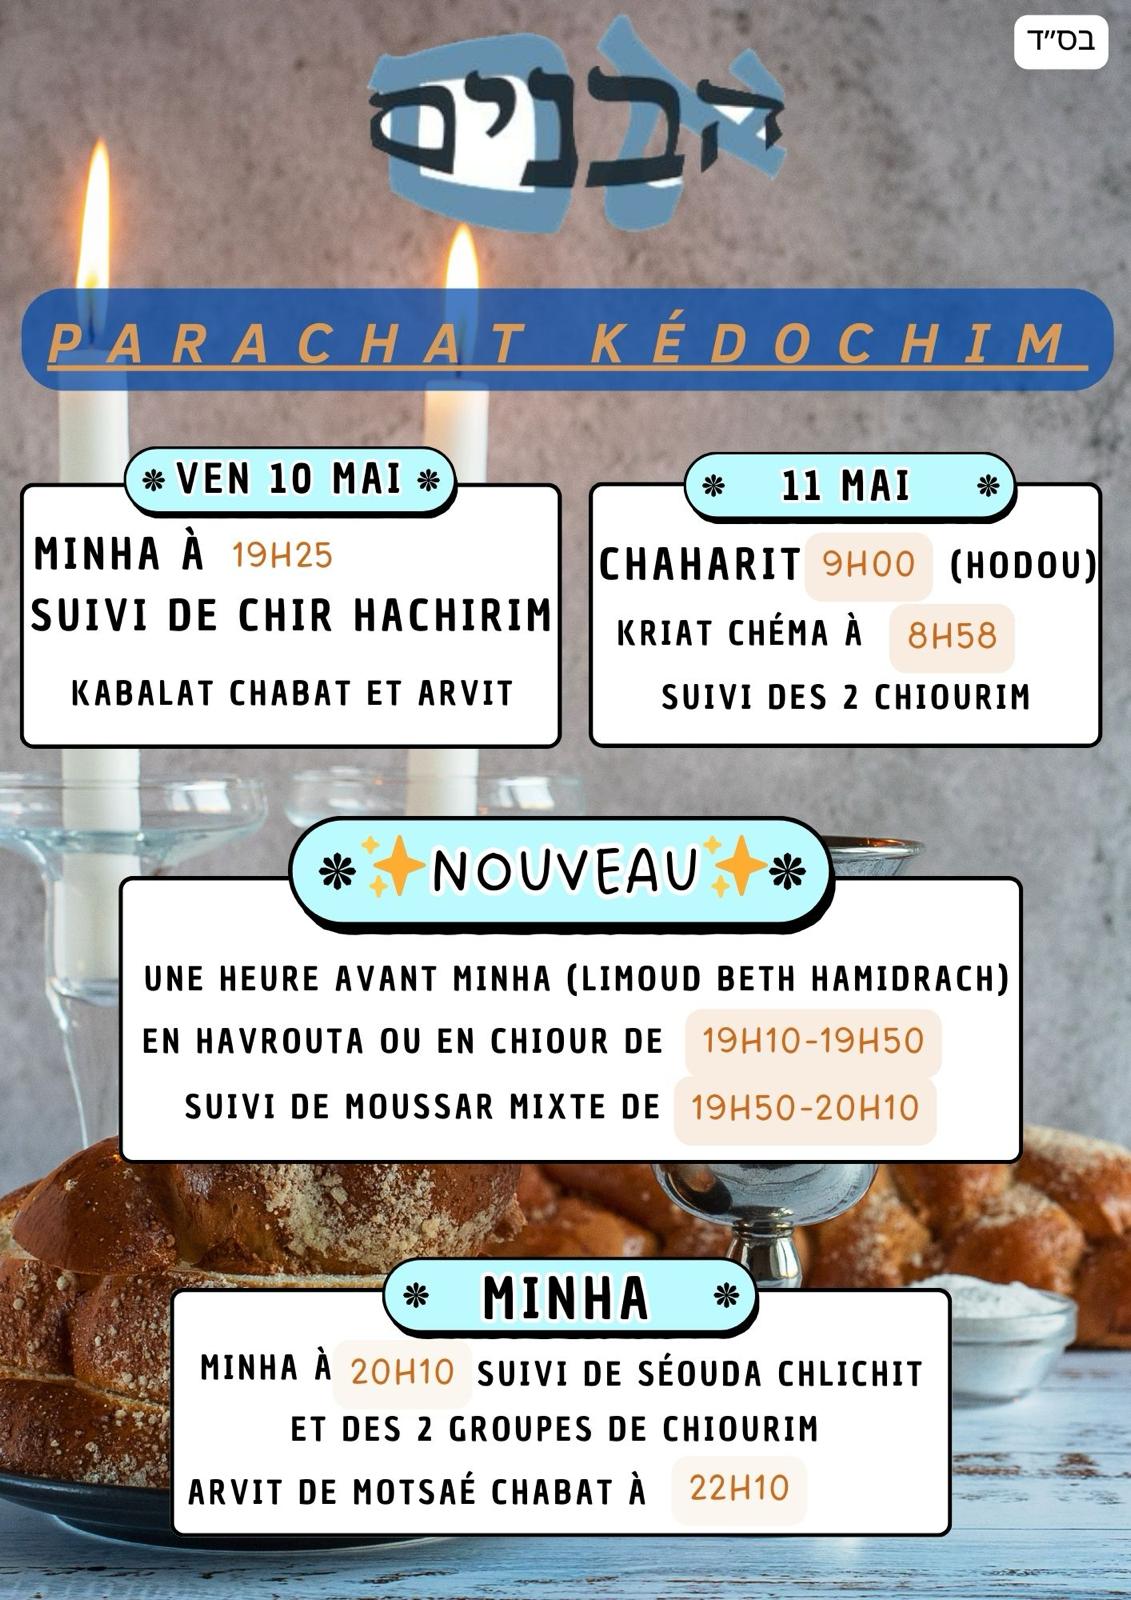 בס״ד
אם
הבנים
PARACHAT KÉDOCHIM
VEN 10 MAI
MINHA À 19H25
SUIVI DE CHIR HACHIRIM
KABALAT CHABAT ET ARVIT
11 MAI
CHAHARIT 9H00 (HODOU)
KRIAT CHÉMA À 8H58
SUIVI DES 2 CHIOURIM
NOUVEAU
UNE HEURE AVANT MINHA (LIMOUD BETH HAMIDRACH)
EN HAVROUTA OU EN CHIOUR DE 19H10-19H50
SUIVI DE MOUSSAR MIXTE DE 19H50-20H10
MINHA
MINHA À 20H10 SUIVI DE SÉOUDA CHLICHIT
ET DES 2 GROUPES DE CHIOURIM
ARVIT DE MOTSAÉ CHABAT À 22H10